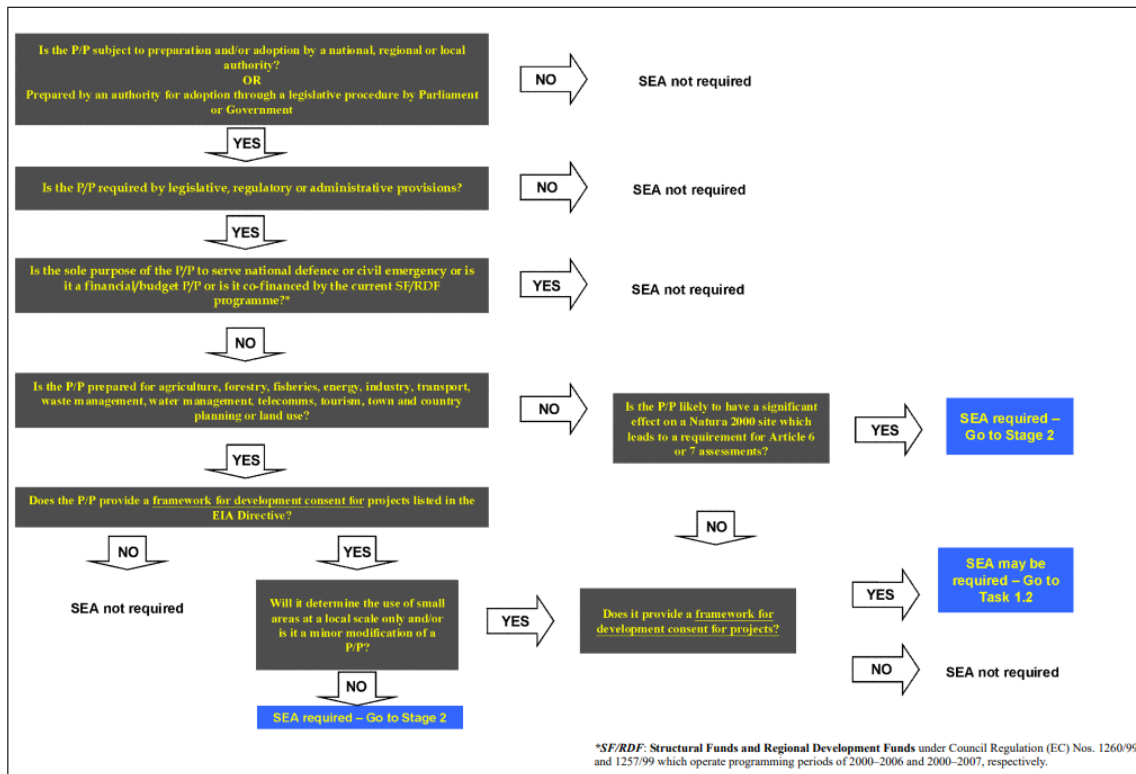 Is the P/P subject to preparation and/or adoption by a national, regional or local
authority?
OR
Prepared by an authority for adoption through a legislative procedure by Parliament
or Government
NO
SEA not required
YES
Is the P/P required by legislative, regulatory or administrative provisions?
NO
SEA not required
YES
Is the sole purpose of the P/P to serve national defence or civil emergency or is
it a financial/budget P/P or is it co-financed by the current SF/RDF
programme?*
YES
SEA not required
NO
Is the P/P prepared for agriculture, forestry, fisheries, energy, industry, transport,
waste management, water management, telecomms, tourism, town and country
planning or land use?
NO
Is the P/P likely to have a significant
effect on a Natura 2000 site which
leads to a requirement for Article 6
or 7 assessments?
YES
SEA required –
Go to Stage 2
YES
Does the P/P provide a framework for development consent for projects listed in the
EIA Directive?
NO
NO
SEA not required
YES
Will it determine the use of small
areas at a local scale only and/or
is it a minor modification of a
P/P?
YES
Does it provide a framework for
development consent for projects?
YES
SEA may be
required – Go to
Task 1.2
NO
SEA not required
NO
SEA required – Go to Stage 2
*SF/RDF: Structural Funds and Regional Development Funds under Council Regulation (EC) Nos. 1260/99
and 1257/99 which operate programming periods of 2000–2006 and 2000–2007, respectively.